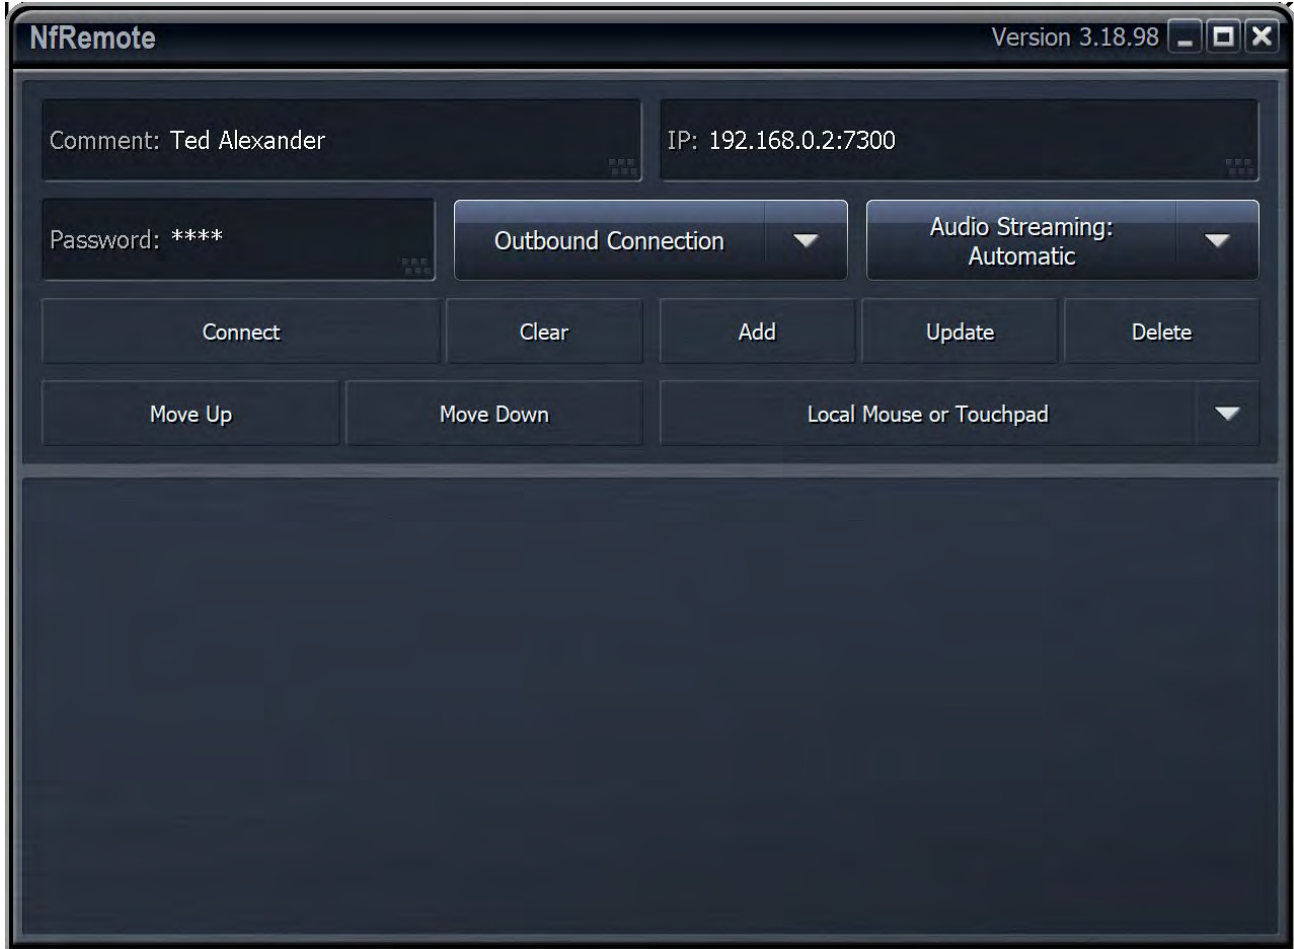 NfRemote
Version 3.18.98
Comment: Ted Alexander
IP: 192.168.0.2:7300
Password: ****
Outbound Connection
Audio Streaming:
Automatic
Connect
Clear
Add
Update
Delete
Move Up
Move Down
Local Mouse or Touchpad